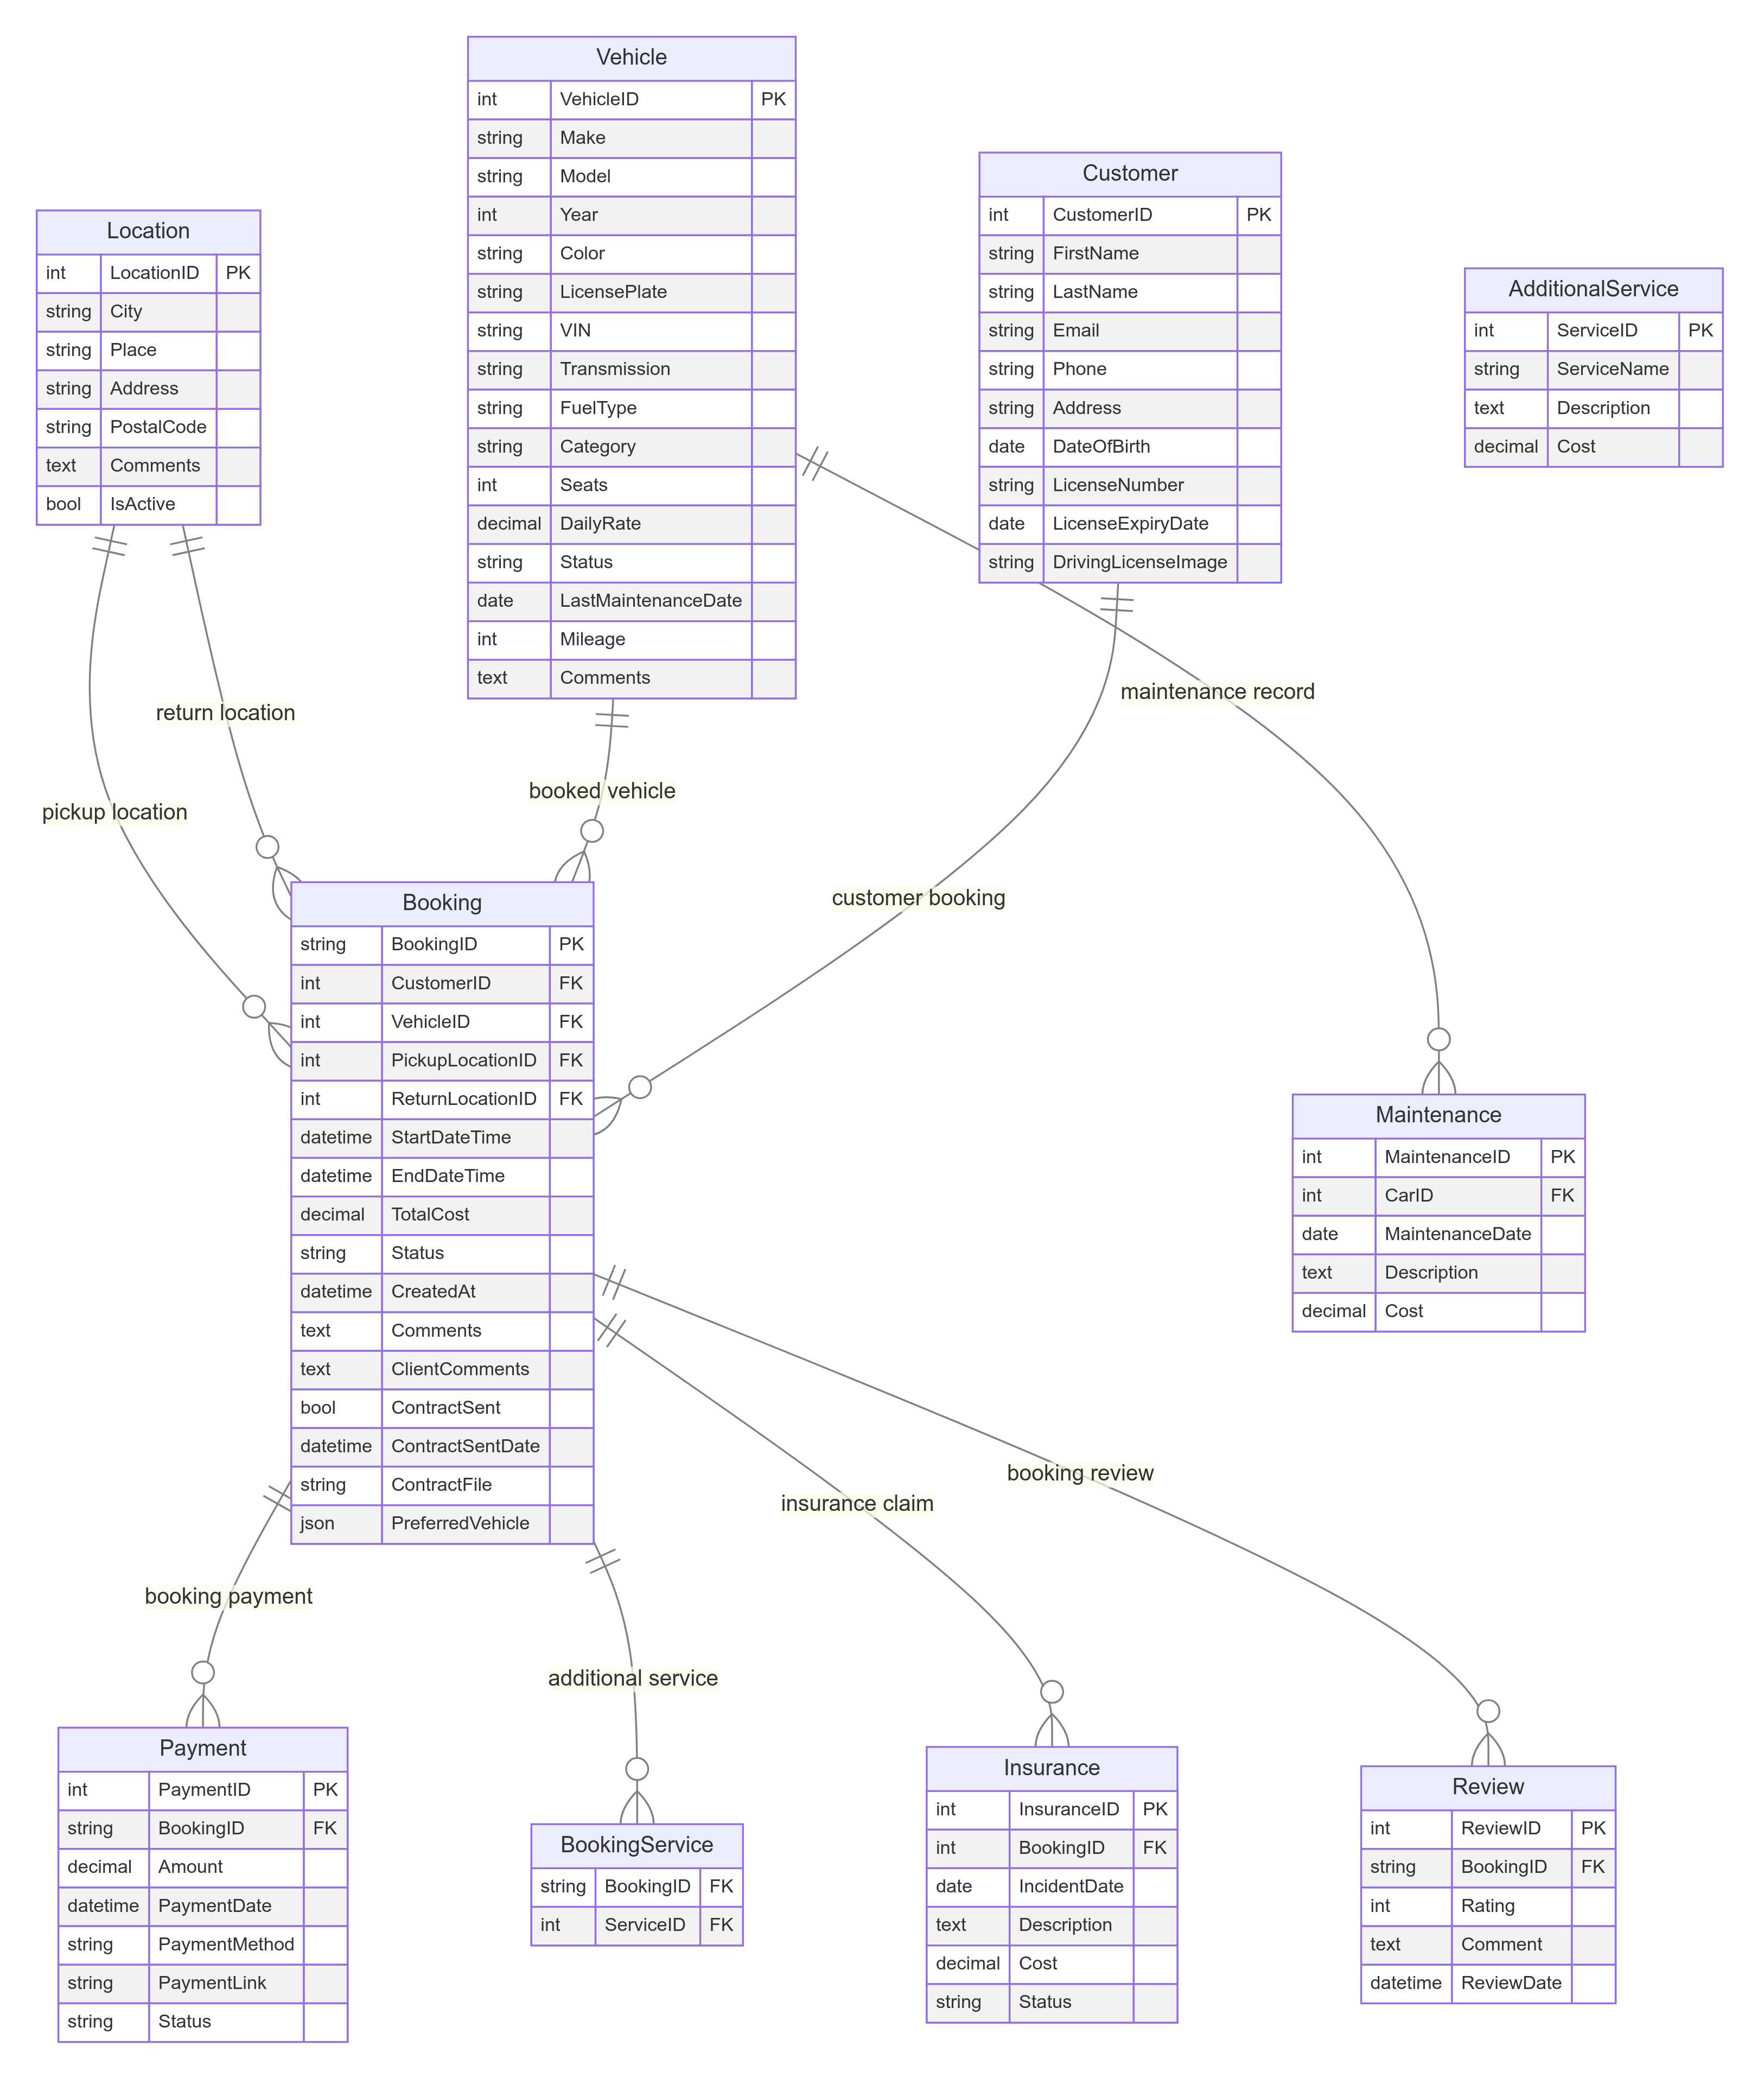 Vehicle
int VehicleID PK
string Make
string Model
int Year
string Color
string LicensePlate
string VIN
string Transmission
string FuelType
string Category
int Seats
decimal DailyRate
string Status
date LastMaintenanceDate
int Mileage
text Comments
Customer
int CustomerID PK
string FirstName
string LastName
string Email
string Phone
string Address
date DateOfBirth
string LicenseNumber
date LicenseExpiryDate
string DrivingLicenseImage
Location
int LocationID PK
string City
string Place
string Address
string PostalCode
text Comments
bool IsActive
AdditionalService
int ServiceID PK
string ServiceName
text Description
decimal Cost
maintenance record
return location
booked vehicle
pickup location
customer booking
Booking
string BookingID PK
int CustomerID FK
int VehicleID FK
int PickupLocationID FK
int ReturnLocationID FK
datetime StartDateTime
datetime EndDateTime
decimal TotalCost
string Status
datetime CreatedAt
text Comments
text ClientComments
bool ContractSent
datetime ContractSentDate
string ContractFile
json PreferredVehicle
Maintenance
int MaintenanceID PK
int CarID FK
date MaintenanceDate
text Description
decimal Cost
booking review
insurance claim
booking payment
additional service
Payment
int PaymentID PK
string BookingID FK
decimal Amount
datetime PaymentDate
string PaymentMethod
string PaymentLink
string Status
BookingService
string BookingID FK
int ServiceID FK
Insurance
int InsuranceID PK
int BookingID FK
date IncidentDate
text Description
decimal Cost
string Status
Review
int ReviewID PK
string BookingID FK
int Rating
text Comment
datetime ReviewDate